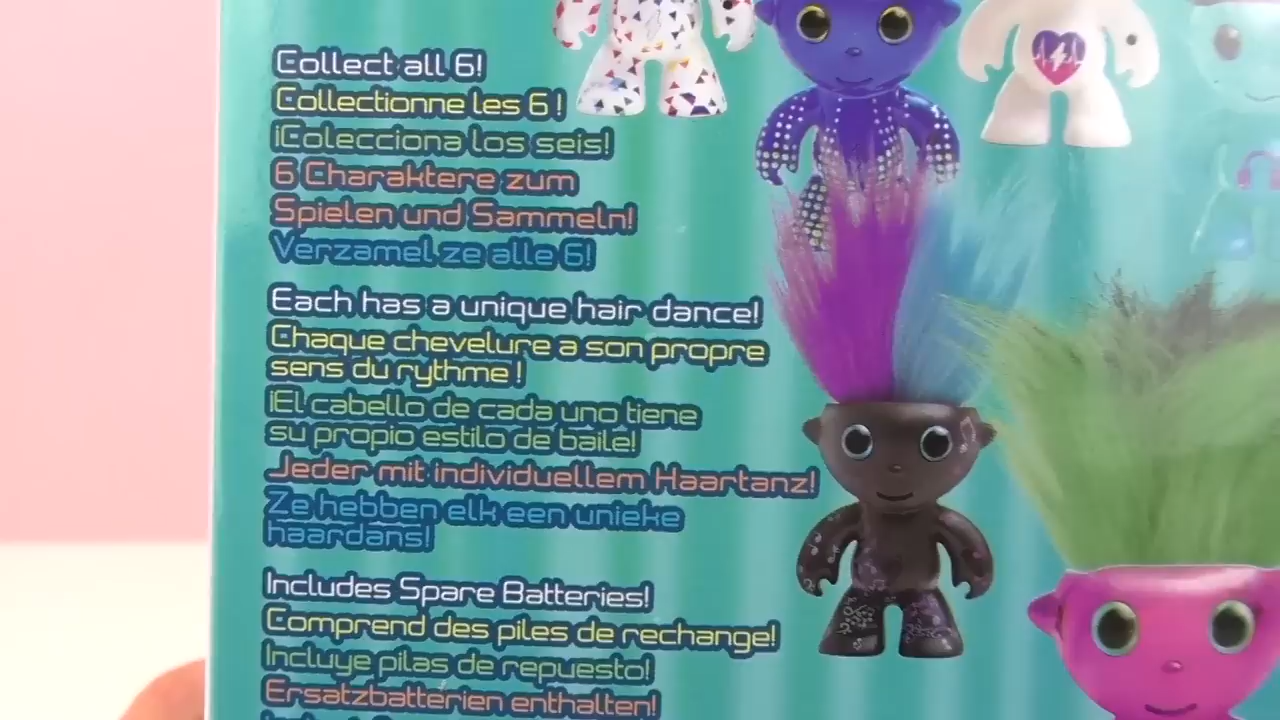 Collect all 6!
Collectionne les 6 !
¡Colecciona los seis!
6 Charaktere zum
Spielen und Sammeln!
Verzamel ze alle 6!
Each has a unique hair dance!
Chaque chevelure a son propre
sens du rythme !
¡El cabello de cada uno tiene
su propio estilo de baile!
Jeder mit individuellem Haartanz!
Ze hebben elk een unieke
haardans!
Includes Spare Batteries!
Comprend des piles de rechange!
Incluye pilas de repuesto!
Ersatzbatterien enthalten!